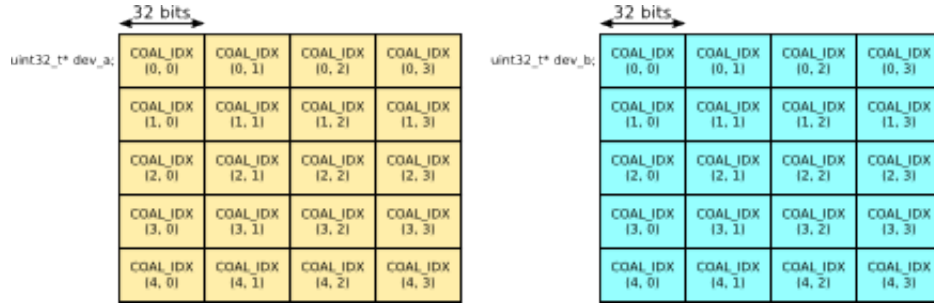 32 bits
32 bits
uint32_t* dev_a;
COAL_IDX (0, 0)
COAL_IDX (0, 1)
COAL_IDX (0, 2)
COAL_IDX (0, 3)
COAL_IDX (1, 0)
COAL_IDX (1, 1)
COAL_IDX (1, 2)
COAL_IDX (1, 3)
COAL_IDX (2, 0)
COAL_IDX (2, 1)
COAL_IDX (2, 2)
COAL_IDX (2, 3)
COAL_IDX (3, 0)
COAL_IDX (3, 1)
COAL_IDX (3, 2)
COAL_IDX (3, 3)
COAL_IDX (4, 0)
COAL_IDX (4, 1)
COAL_IDX (4, 2)
COAL_IDX (4, 3)
uint32_t* dev_b;
COAL_IDX (0, 0)
COAL_IDX (0, 1)
COAL_IDX (0, 2)
COAL_IDX (0, 3)
COAL_IDX (1, 0)
COAL_IDX (1, 1)
COAL_IDX (1, 2)
COAL_IDX (1, 3)
COAL_IDX (2, 0)
COAL_IDX (2, 1)
COAL_IDX (2, 2)
COAL_IDX (2, 3)
COAL_IDX (3, 0)
COAL_IDX (3, 1)
COAL_IDX (3, 2)
COAL_IDX (3, 3)
COAL_IDX (4, 0)
COAL_IDX (4, 1)
COAL_IDX (4, 2)
COAL_IDX (4, 3)